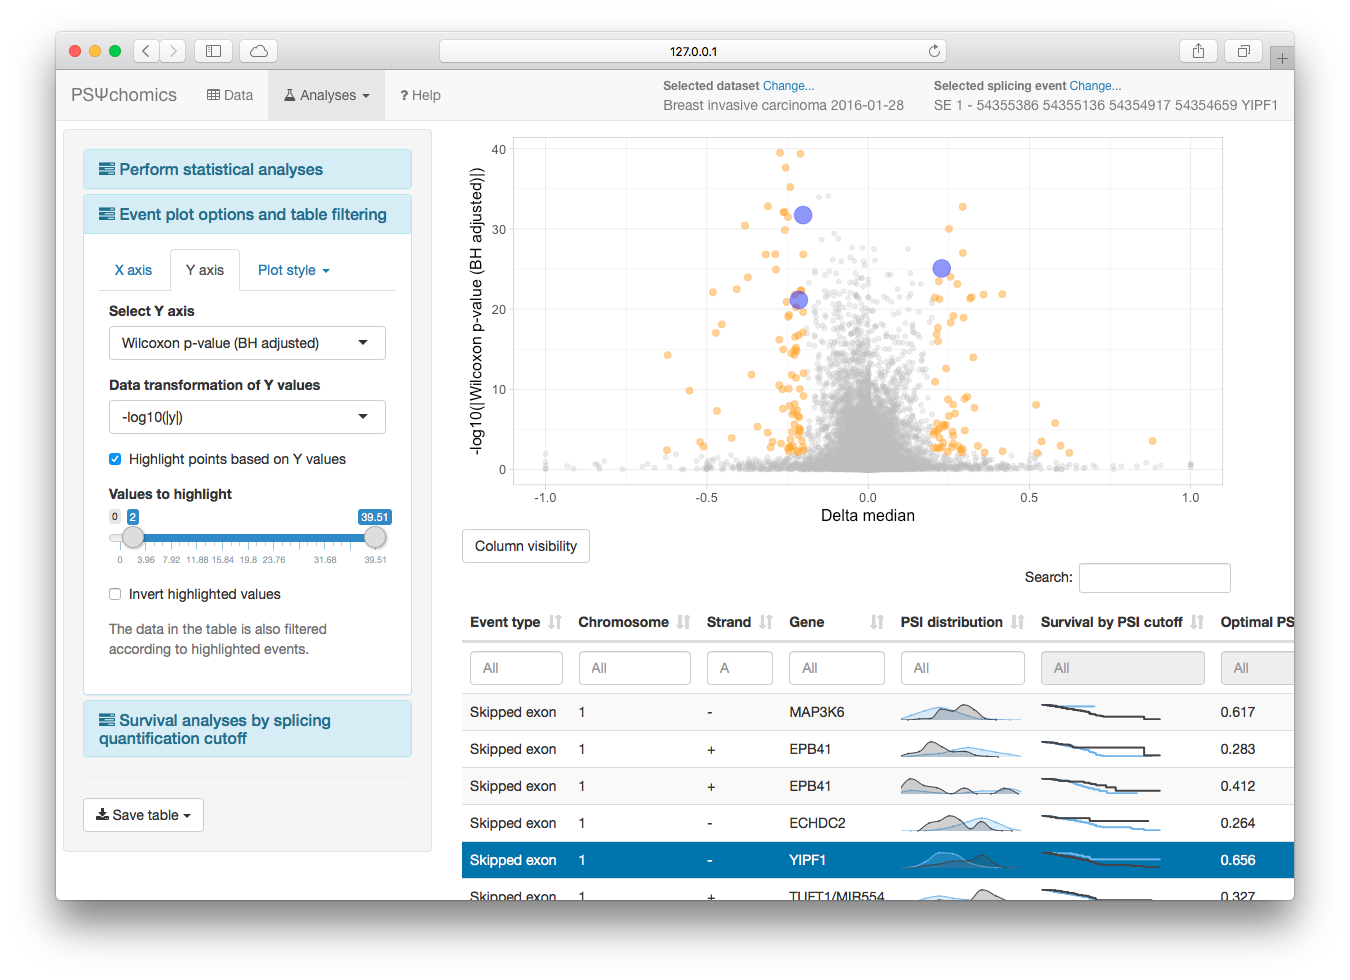 127.0.0.1
PSΨchomics
Data
Analyses
? Help
Selected dataset Change...
Breast invasive carcinoma 2016-01-28
Selected splicing event Change...
SE 1 - 54355386 54355136 54354917 54354659 YIPF1
Perform statistical analyses
Event plot options and table filtering
X axis
Y axis
Plot style
Select Y axis
Wilcoxon p-value (BH adjusted)
Data transformation of Y values
-log10(|y|)
Highlight points based on Y values
Values to highlight
0 2 39.51
0 3.96 7.92 11.88 15.84 19.8 23.76 31.68 39.51
Invert highlighted values
The data in the table is also filtered
according to highlighted events.
Survival analyses by splicing
quantification cutoff
Save table
-log10(|Wilcoxon p-value (BH adjusted)|)
40
30
20
10
0
-1.0 -0.5 0.0 0.5 1.0
Delta median
Column visibility
Search:
Event type Chromosome Strand Gene PSI distribution Survival by PSI cutoff Optimal PS
All All A All All All All
Skipped exon 1 - MAP3K6 0.617
Skipped exon 1 + EPB41 0.283
Skipped exon 1 + EPB41 0.412
Skipped exon 1 - ECHDC2 0.264
Skipped exon 1 - YIPF1 0.656
Skipped exon 1 + TUFT1/MIR554 0.327